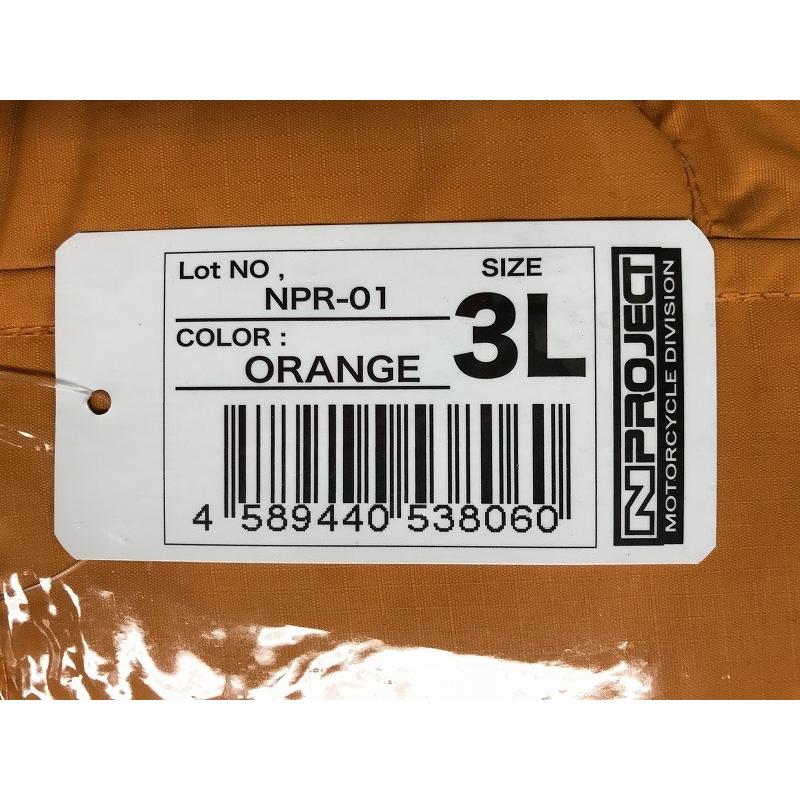 Lot NO , SIZE
NPR-01
COLOR :
ORANGE
3L
4 589440 538060
N PROJECT
MOTORCYCLE DIVISION